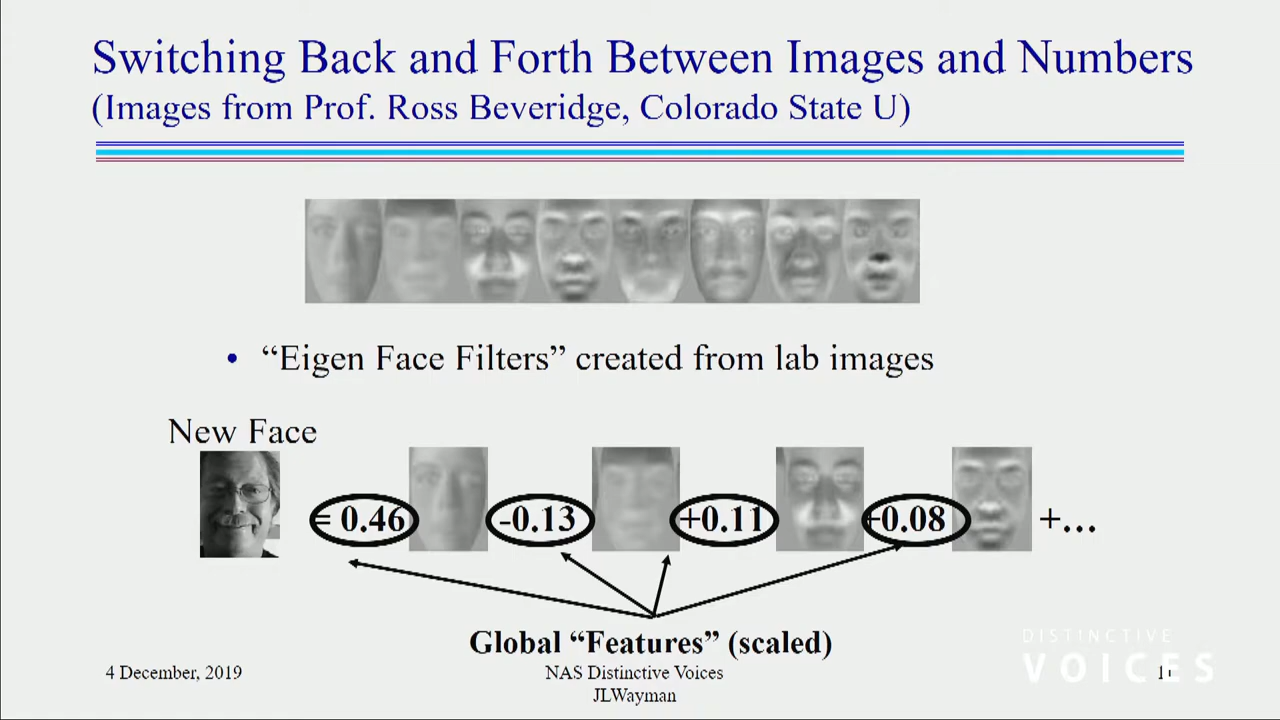 Switching Back and Forth Between Images and Numbers
(Images from Prof. Ross Beveridge, Colorado State U)
• “Eigen Face Filters” created from lab images
New Face
= 0.46 -0.13 +0.11 +0.08 +...
Global “Features” (scaled)
4 December, 2019
NAS Distinctive Voices
JLWayman
DISTINCTIVE
VOICES